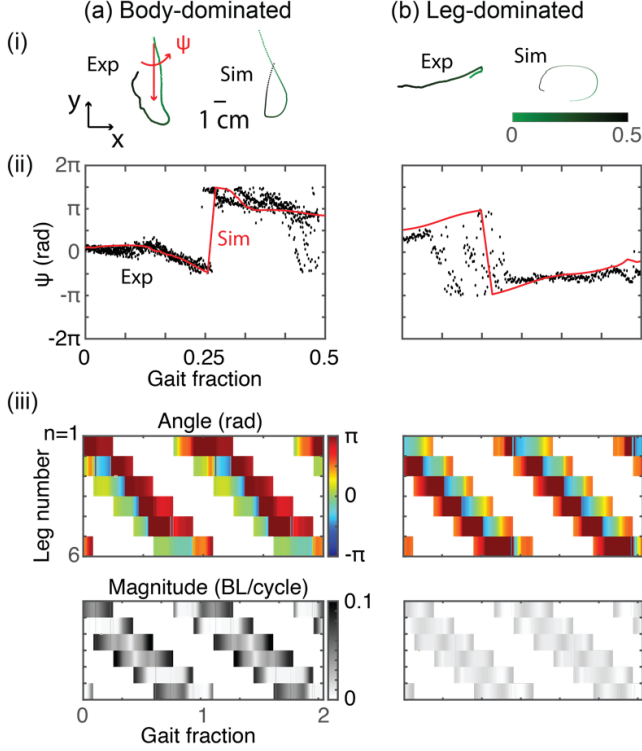 (a) Body-dominated (b) Leg-dominated
(i)
Exp
ψ
Sim
Exp
Sim
y
x
1 cm
0 0.5
(ii)
2π
π
0
-π
-2π
ψ (rad)
Sim
Exp
0 0.25 0.5
Gait fraction
(iii)
n=1
Angle (rad)
π
0
-π
Leg number
6
Magnitude (BL/cycle)
0.1
0
0 1 2
Gait fraction